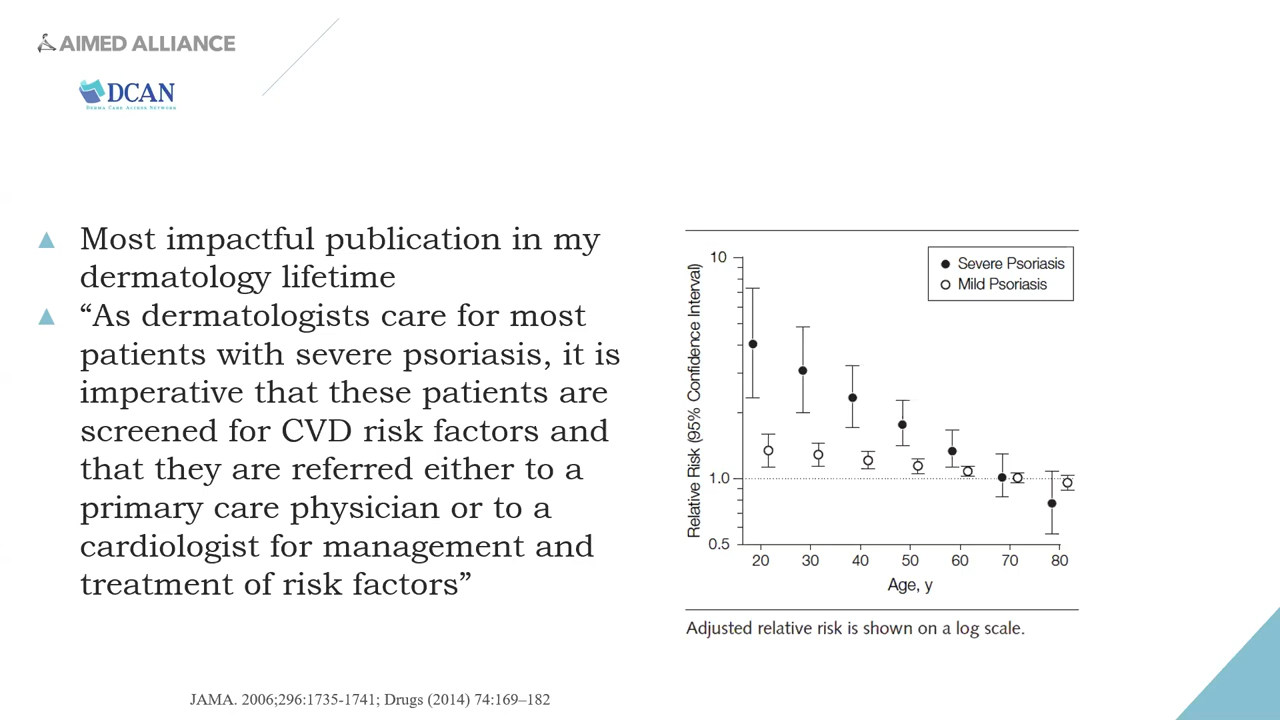 AIMED ALLIANCE
DCAN
DERMA CARE ACCESS NETWORK
Most impactful publication in my
dermatology lifetime
“As dermatologists care for most
patients with severe psoriasis, it is
imperative that these patients are
screened for CVD risk factors and
that they are referred either to a
primary care physician or to a
cardiologist for management and
treatment of risk factors”
Relative Risk (95% Confidence Interval)
10
1.0
0.5
Severe Psoriasis
Mild Psoriasis
20 30 40 50 60 70 80
Age, y
Adjusted relative risk is shown on a log scale.
JAMA. 2006;296:1735-1741; Drugs (2014) 74:169–182